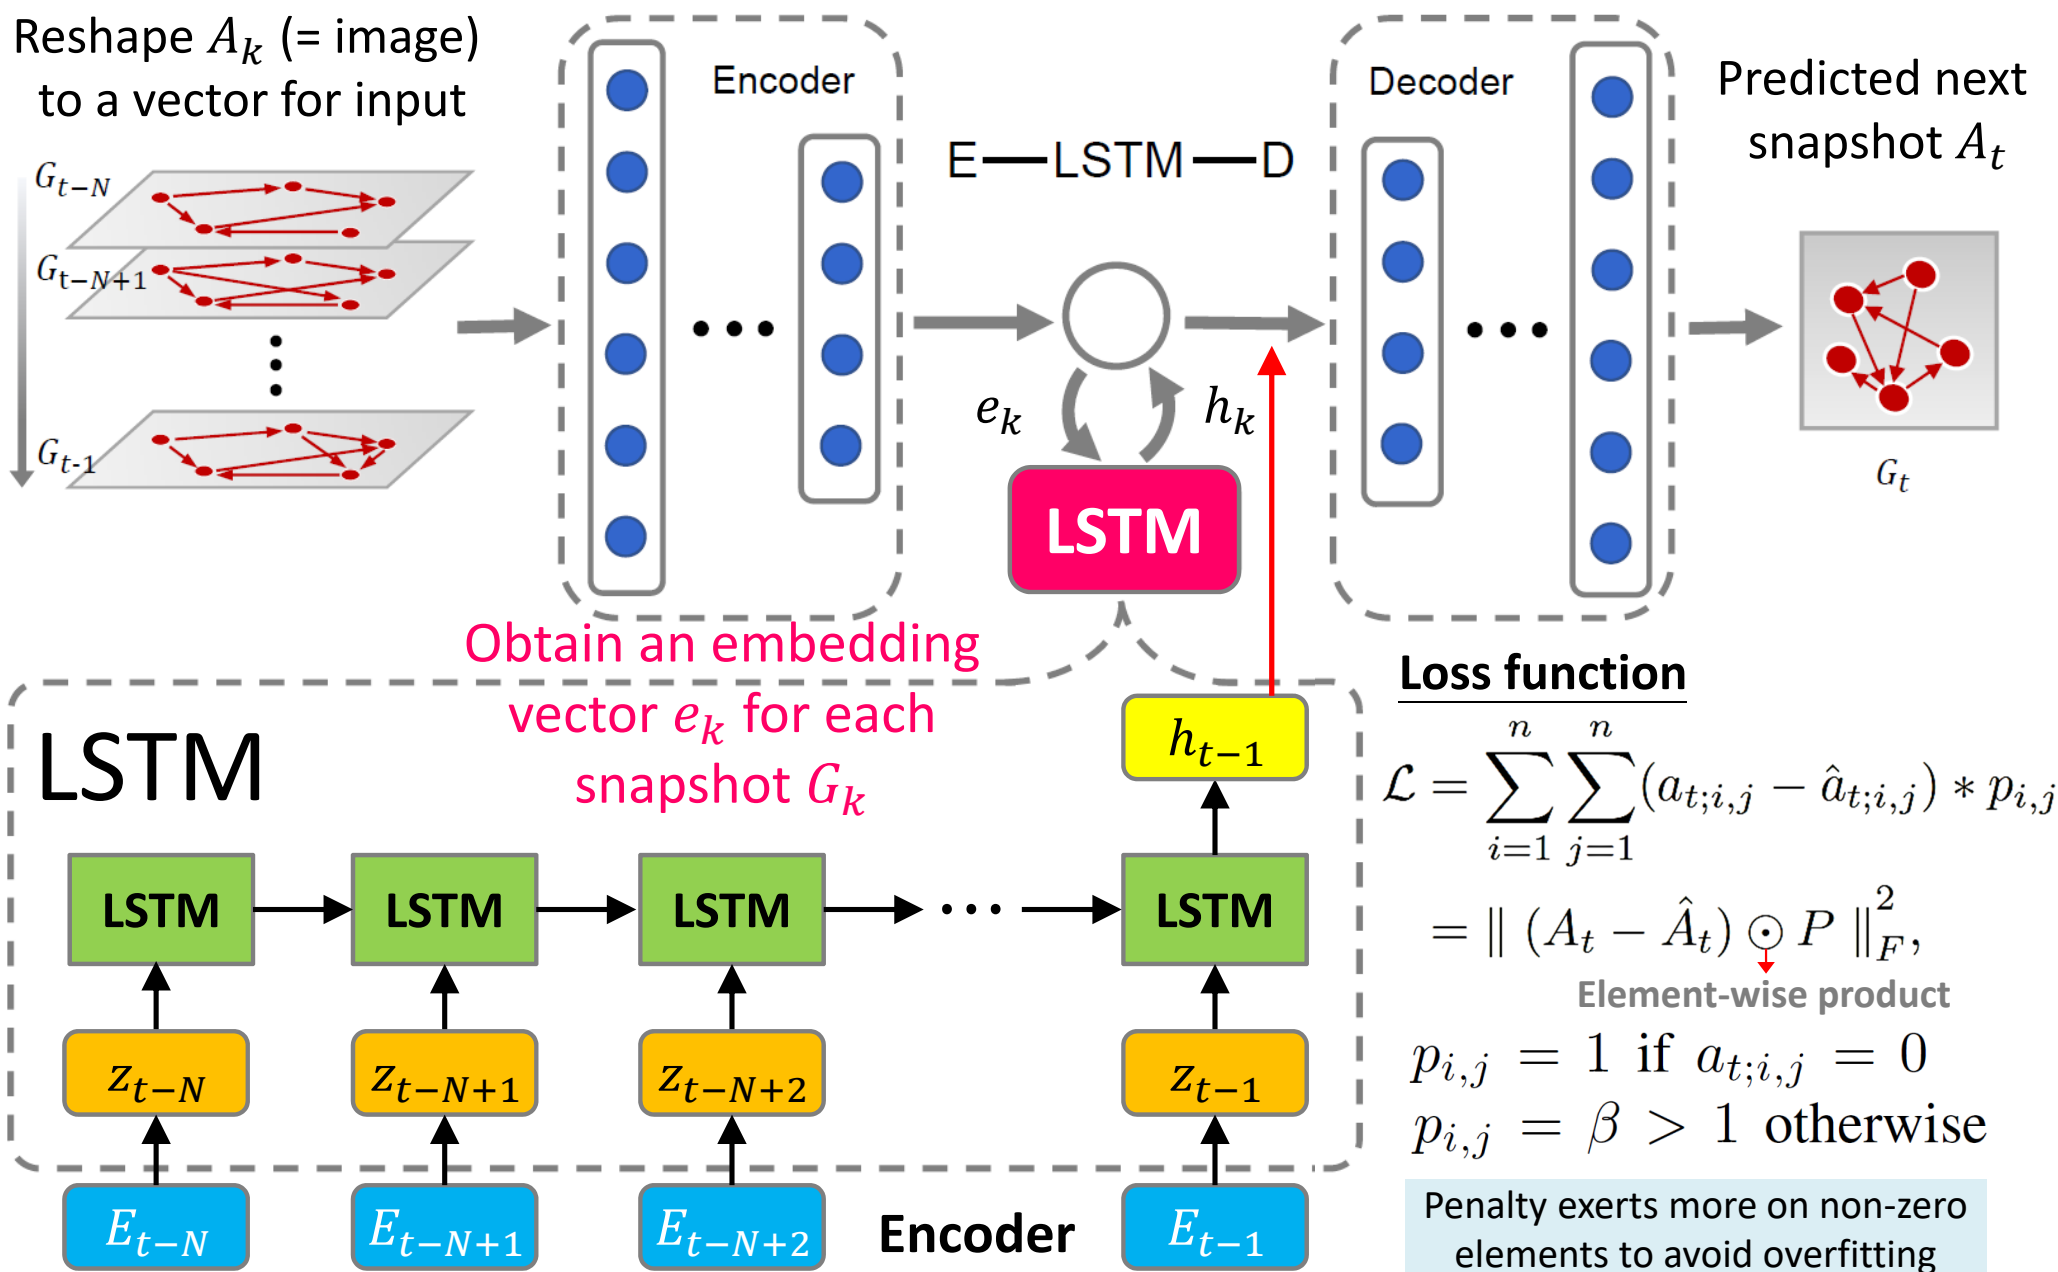 Reshape A_k (= image)
to a vector for input
G_{t−N}
G_{t−N+1}
G_{t-1}
Encoder
E—LSTM—D
e_k
h_k
LSTM
Decoder
Predicted next
snapshot A_t
G_t
Obtain an embedding
vector e_k for each
snapshot G_k
LSTM
h_{t−1}
LSTM LSTM LSTM ··· LSTM
z_{t−N} z_{t−N+1} z_{t−N+2} z_{t−1}
E_{t−N} E_{t−N+1} E_{t−N+2} Encoder E_{t−1}
Loss function
ℒ = ∑_{i=1}^{n} ∑_{j=1}^{n} (a_{t;i,j} − â_{t;i,j}) * p_{i,j}
= ‖ (A_t − Â_t) ⊙ P ‖_F^2,
Element-wise product
p_{i,j} = 1 if a_{t;i,j} = 0
p_{i,j} = β > 1 otherwise
Penalty exerts more on non-zero
elements to avoid overfitting